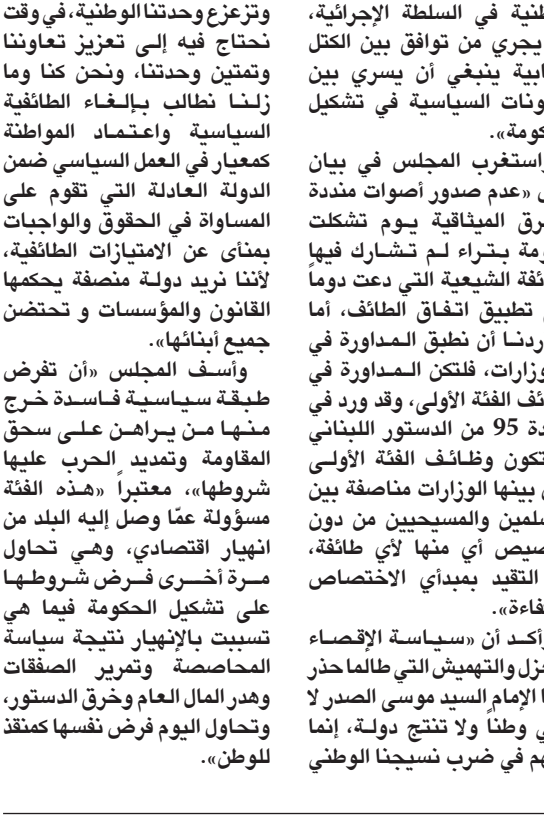 طنية في السلطة الإجرائية،
يجري من توافق بين الكتل
ابية ينبغي أن يسري بين
ونات السياسية في تشكيل
كومة».
استغرب المجلس في بيان
«عدم صدور أصوات منددة
رق الميثاقية يوم تشكلت
ومة بتراء لم تشارك فيها
ائفة الشيعية التي دعت دوماً
تطبيق اتفاق الطائف، أما
ردنا أن نطبق المداورة في
وزارات، فلتكن المداورة في
ائف الفئة الأولى، وقد ورد في
دة 95 من الدستور اللبناني
تكون وظائف الفئة الأولى
بينها الوزارات مناصفة بين
سلمين والمسيحيين من دون
صيص أي منها لأي طائفة،
التقيد بمبدأي الاختصاص
فاءة».
أكد أن «سياسة الإقصاء
عزل والتهميش التي طالما حذر
ا الإمام السيد موسى الصدر لا
ي وطناً ولا تنتج دولة، إنما
هم في ضرب نسيجنا الوطني
وتزعزع وحدتنا الوطنية، في وقت
نحتاج فيه إلى تعزيز تعاوننا
وتمتين وحدتنا، ونحن كنا وما
زلنا نطالب بإلغاء الطائفية
السياسية واعتماد المواطنة
كمعيار في العمل السياسي ضمن
الدولة العادلة التي تقوم على
المساواة في الحقوق والواجبات
بمنأى عن الامتيازات الطائفية،
لأننا نريد دولة منصفة يحكمها
القانون والمؤسسات و تحتضن
جميع أبنائها».
وأسف المجلس «أن تفرض
طبقة سياسية فاسدة خرج
منها من يراهن على سحق
المقاومة وتمديد الحرب عليها
شروطها»، معتبراً «هذه الفئة
مسؤولة عمّا وصل إليه البلد من
انهيار اقتصادي، وهي تحاول
مرة أخرى فرض شروطها
على تشكيل الحكومة فيما هي
تسببت بالإنهيار نتيجة سياسة
المحاصصة وتمرير الصفقات
وهدر المال العام وخرق الدستور،
وتحاول اليوم فرض نفسها كمنقذ
للوطن».